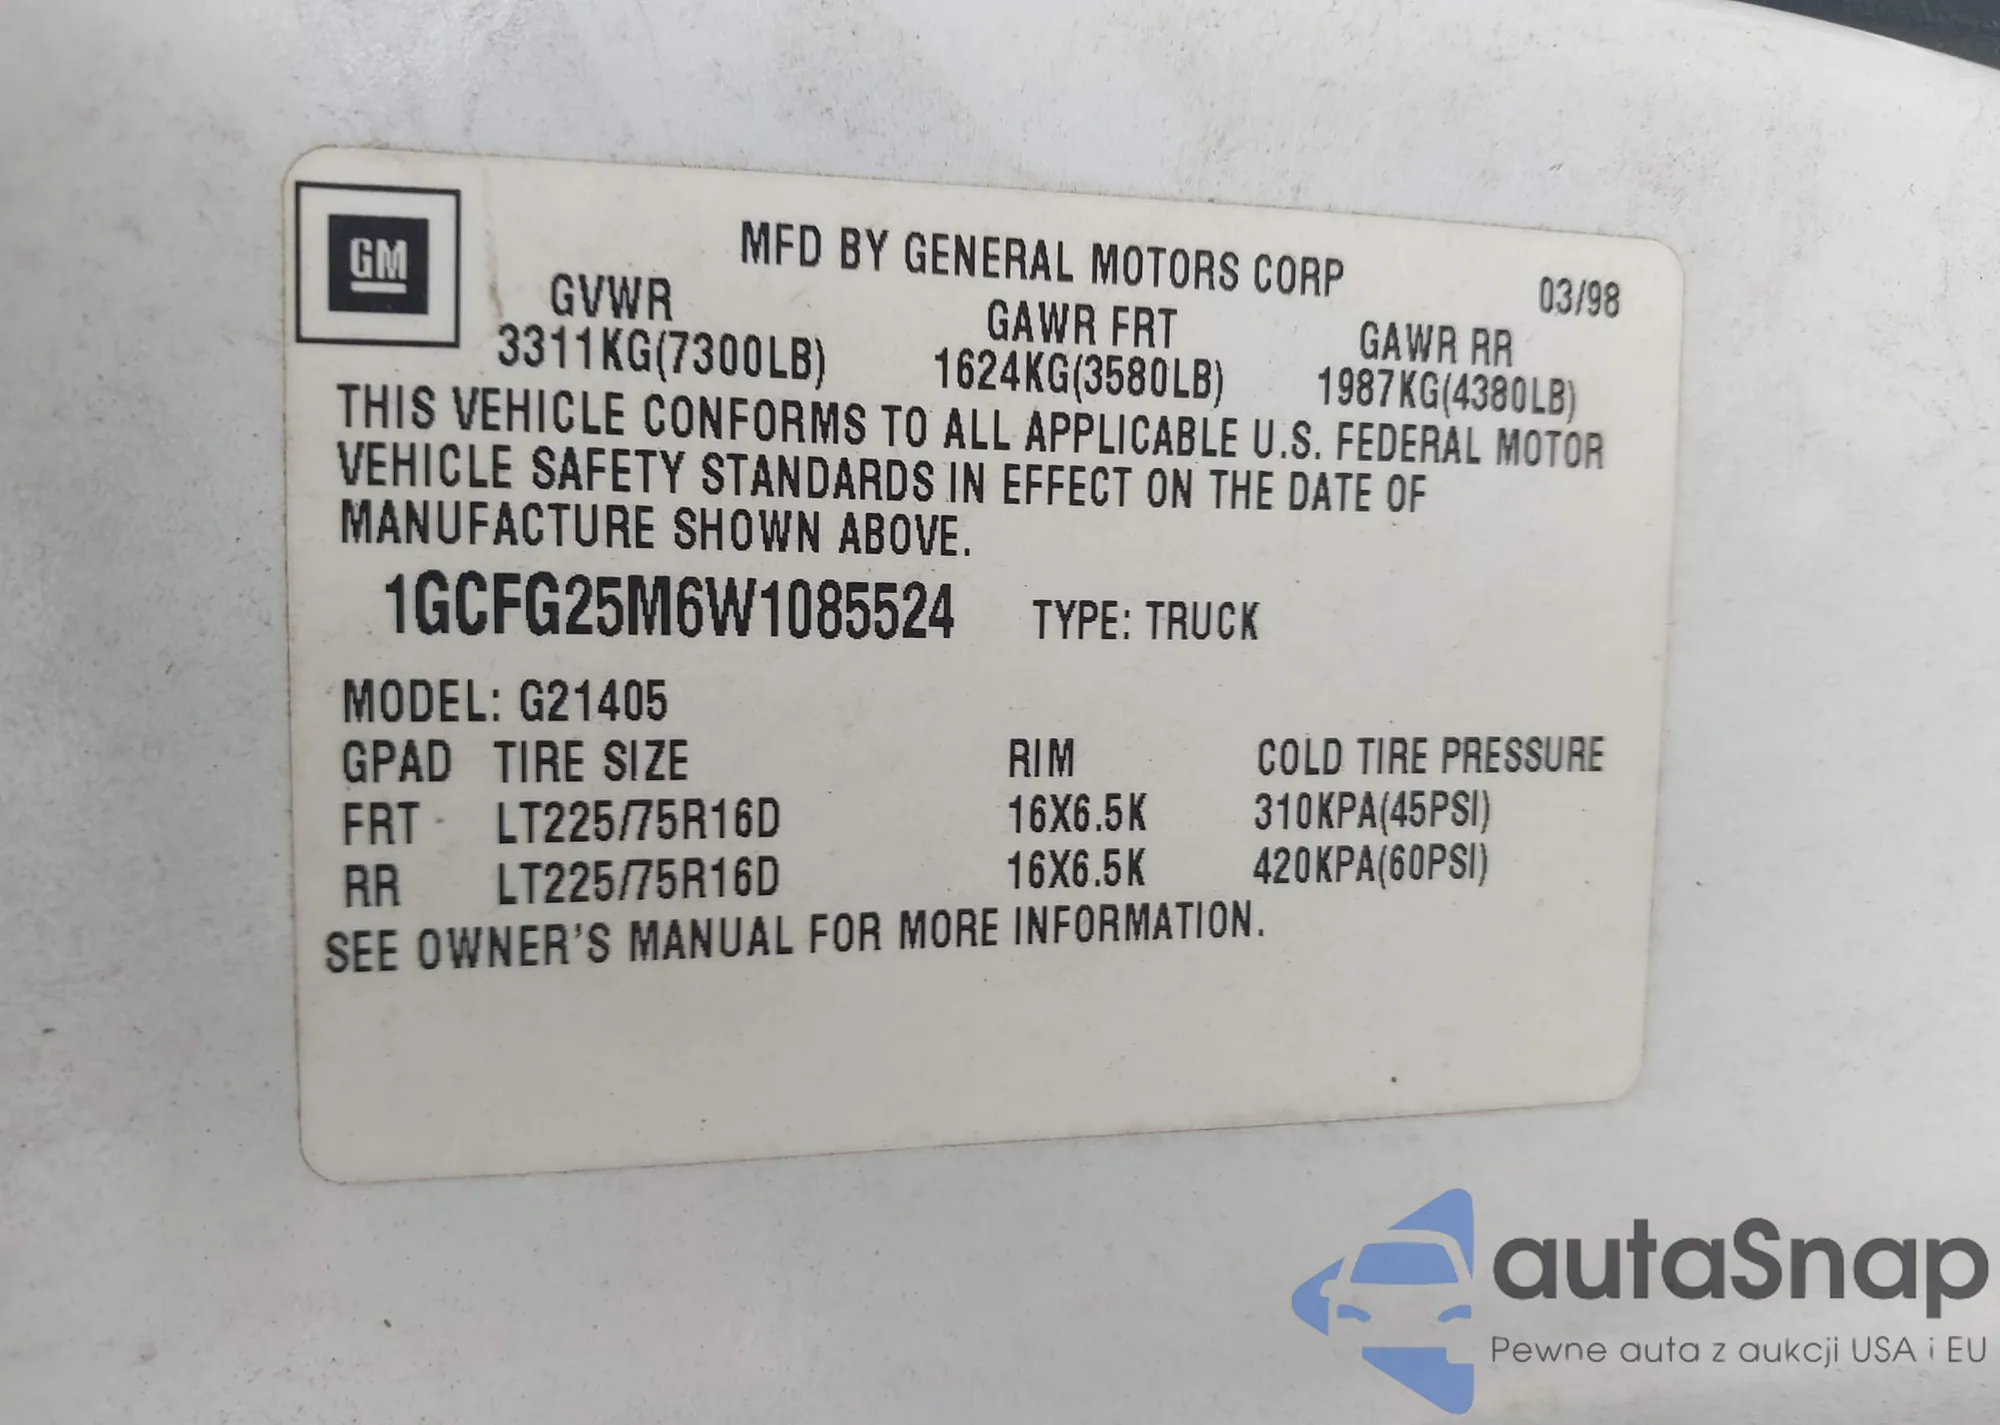 GM
MFD BY GENERAL MOTORS CORP
03/98
GVWR GAWR FRT GAWR RR
3311KG(7300LB) 1624KG(3580LB) 1987KG(4380LB)
THIS VEHICLE CONFORMS TO ALL APPLICABLE U.S. FEDERAL MOTOR
VEHICLE SAFETY STANDARDS IN EFFECT ON THE DATE OF
MANUFACTURE SHOWN ABOVE.
1GCFG25M6W1085524 TYPE: TRUCK
MODEL: G21405
GPAD TIRE SIZE RIM COLD TIRE PRESSURE
FRT LT225/75R16D 16X6.5K 310KPA(45PSI)
RR LT225/75R16D 16X6.5K 420KPA(60PSI)
SEE OWNER'S MANUAL FOR MORE INFORMATION.
autaSnap
Pewne auta z aukcji USA i EU